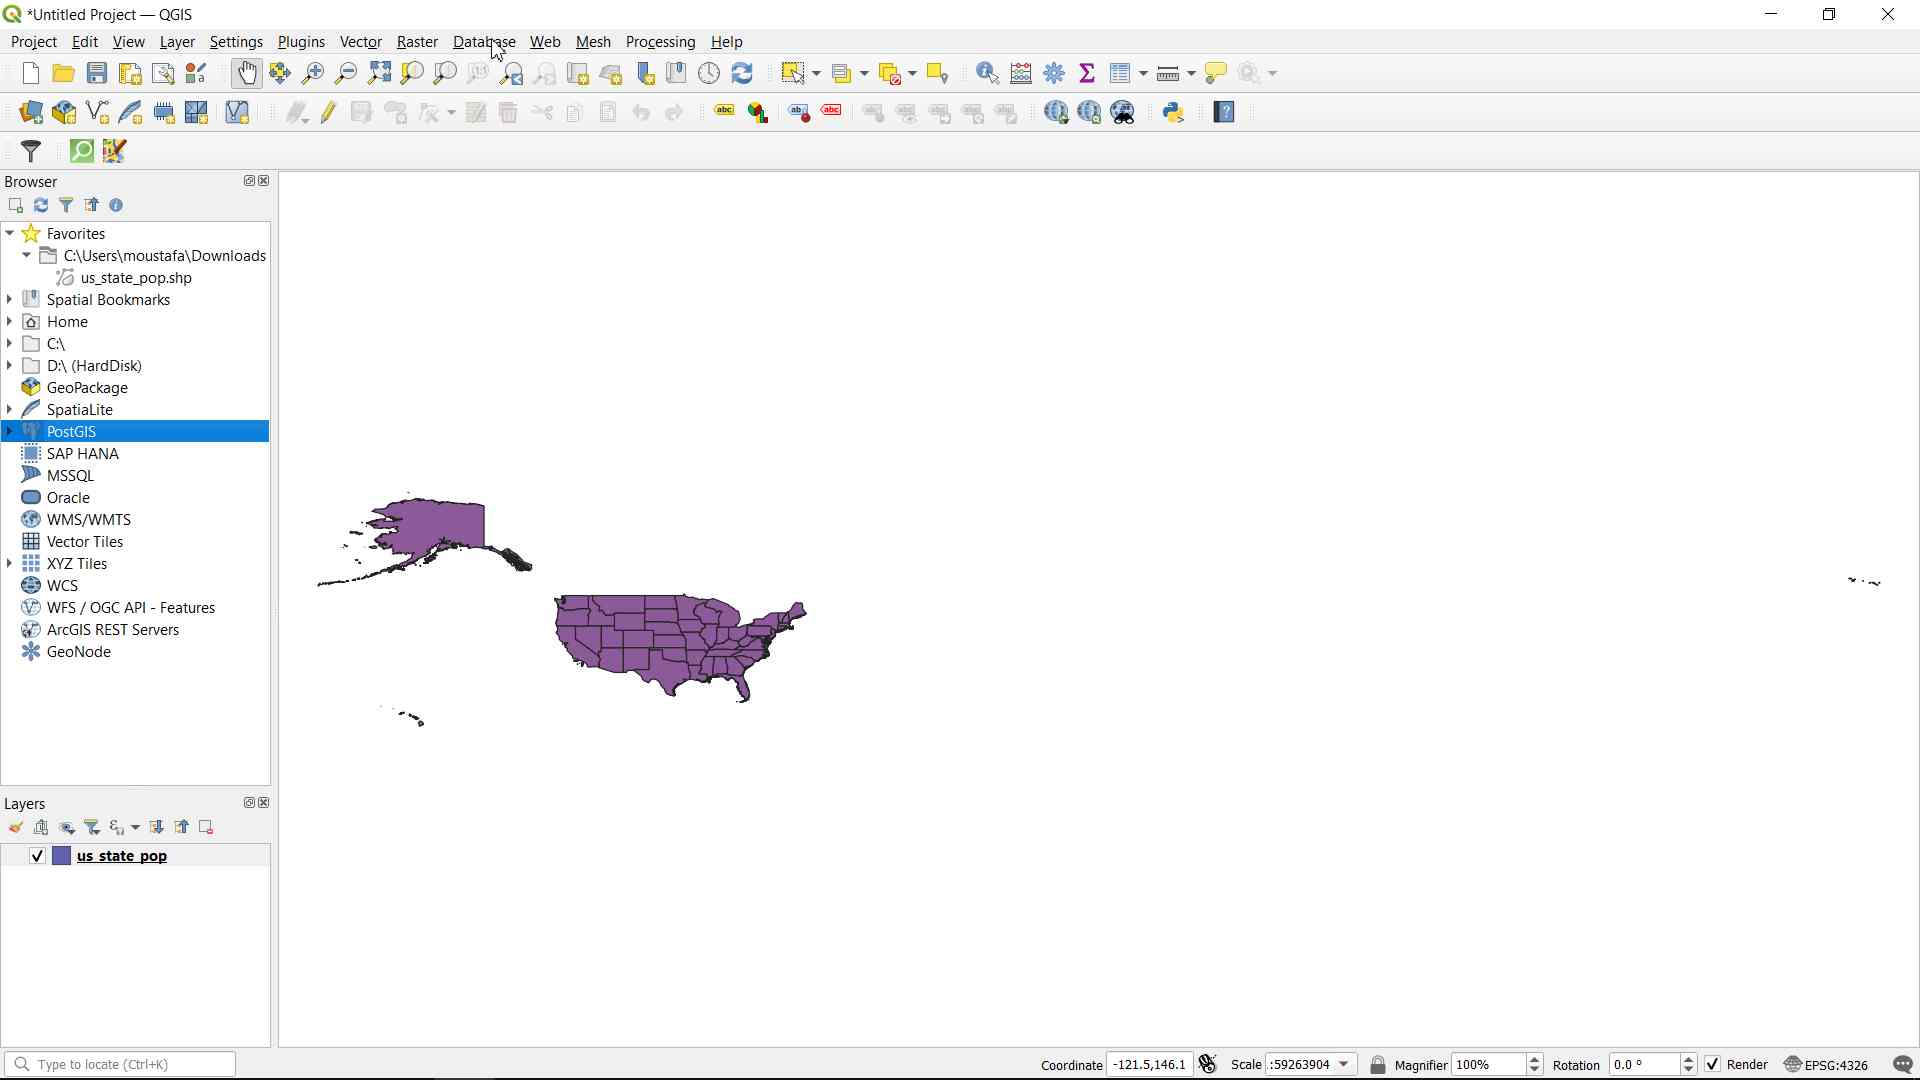 *Untitled Project — QGIS
Project Edit View Layer Settings Plugins Vector Raster Database Web Mesh Processing Help
abc abc abc
Browser
Favorites
C:\Users\moustafa\Downloads
us_state_pop.shp
Spatial Bookmarks
Home
C:\
D:\ (HardDisk)
GeoPackage
SpatiaLite
PostGIS
SAP HANA
MSSQL
Oracle
WMS/WMTS
Vector Tiles
XYZ Tiles
WCS
WFS / OGC API - Features
ArcGIS REST Servers
GeoNode
Layers
us state pop
Type to locate (Ctrl+K)
Coordinate -121.5,146.1 Scale :59263904 Magnifier 100% Rotation 0.0 ° Render EPSG:4326